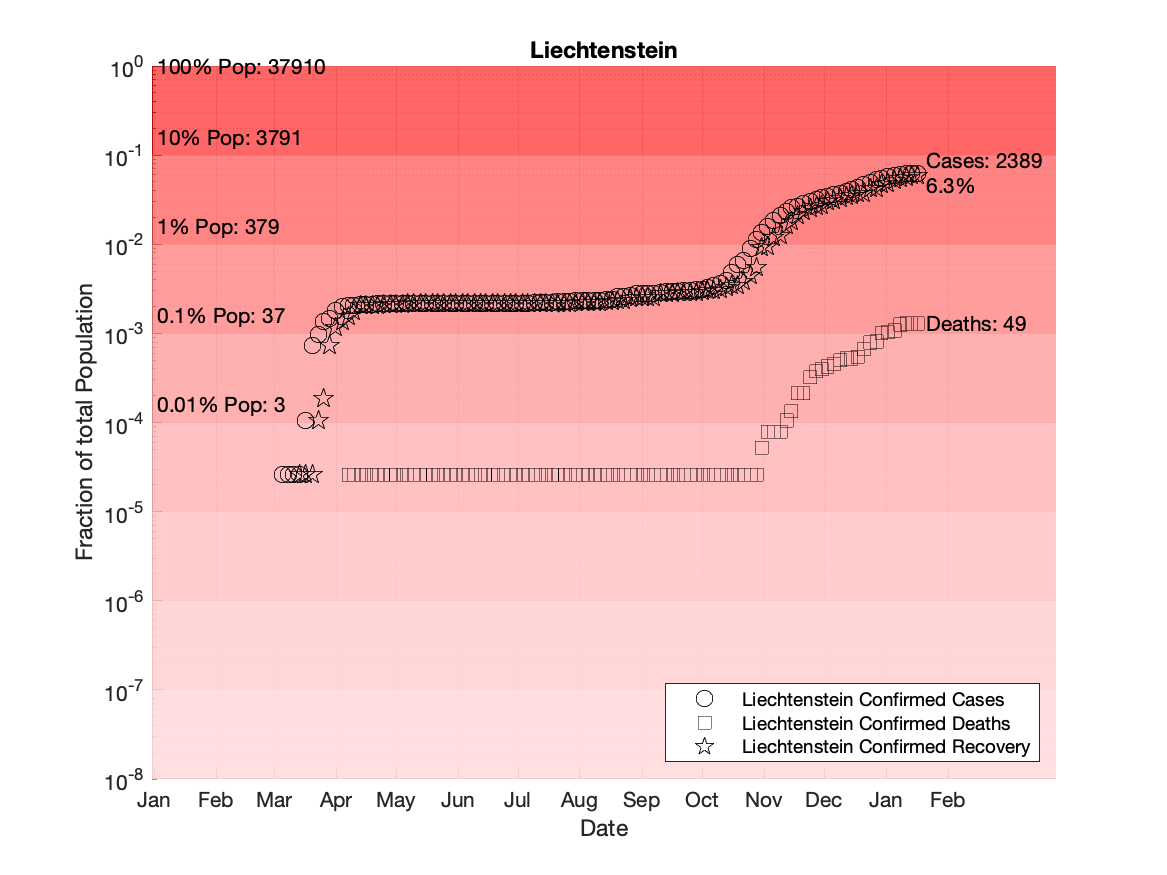 Liechtenstein
10^0
100% Pop: 37910
10% Pop: 3791
10^-1
Cases: 2389
6.3%
1% Pop: 379
10^-2
0.1% Pop: 37
Deaths: 49
10^-3
0.01% Pop: 3
10^-4
10^-5
10^-6
10^-7
10^-8
Fraction of total Population
Liechtenstein Confirmed Cases
Liechtenstein Confirmed Deaths
Liechtenstein Confirmed Recovery
Jan Feb Mar Apr May Jun Jul Aug Sep Oct Nov Dec Jan Feb
Date